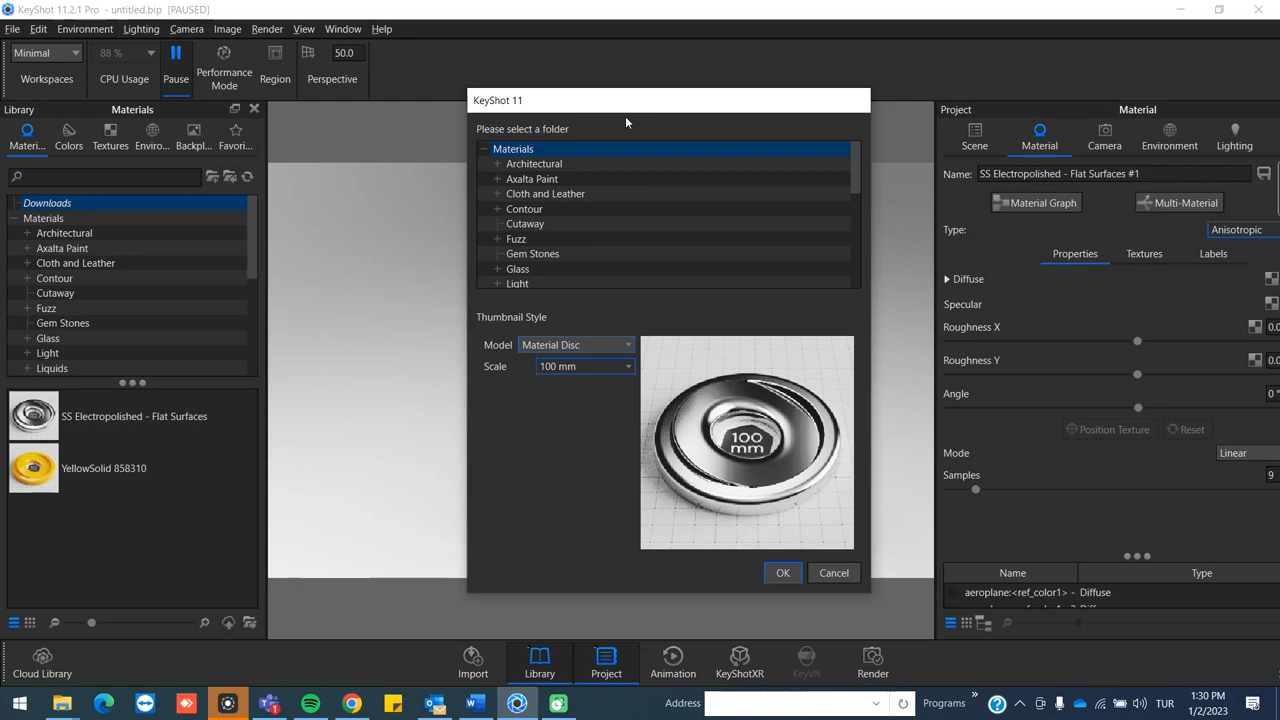 KeyShot 11.2.1 Pro - untitled.bip [PAUSED]
File Edit Environment Lighting Camera Image Render View Window Help
Minimal 88 % 50.0
Workspaces CPU Usage Pause Performance Mode Region Perspective
Library Materials
Materi... Colors Textures Enviro... Backpl... Favori...
Downloads
Materials
Architectural
Axalta Paint
Cloth and Leather
Contour
Cutaway
Fuzz
Gem Stones
Glass
Light
Liquids
SS Electropolished - Flat Surfaces
YellowSolid 858310
KeyShot 11
Please select a folder
Materials
Architectural
Axalta Paint
Cloth and Leather
Contour
Cutaway
Fuzz
Gem Stones
Glass
Light
Thumbnail Style
Model Material Disc
Scale 100 mm
100
mm
OK Cancel
Project Material
Scene Material Camera Environment Lighting
Name: SS Electropolished - Flat Surfaces #1
Material Graph Multi-Material
Type: Anisotropic
Properties Textures Labels
Diffuse
Specular
Roughness X 0.0
Roughness Y 0.0
Angle 0 °
Position Texture Reset
Mode Linear
Samples 9
Name Type
aeroplane:<ref_color1> - Diffuse
Cloud Library Import Library Project Animation KeyShotXR KeyVR Render
Address Programs » TUR 1:30 PM
1/2/2023